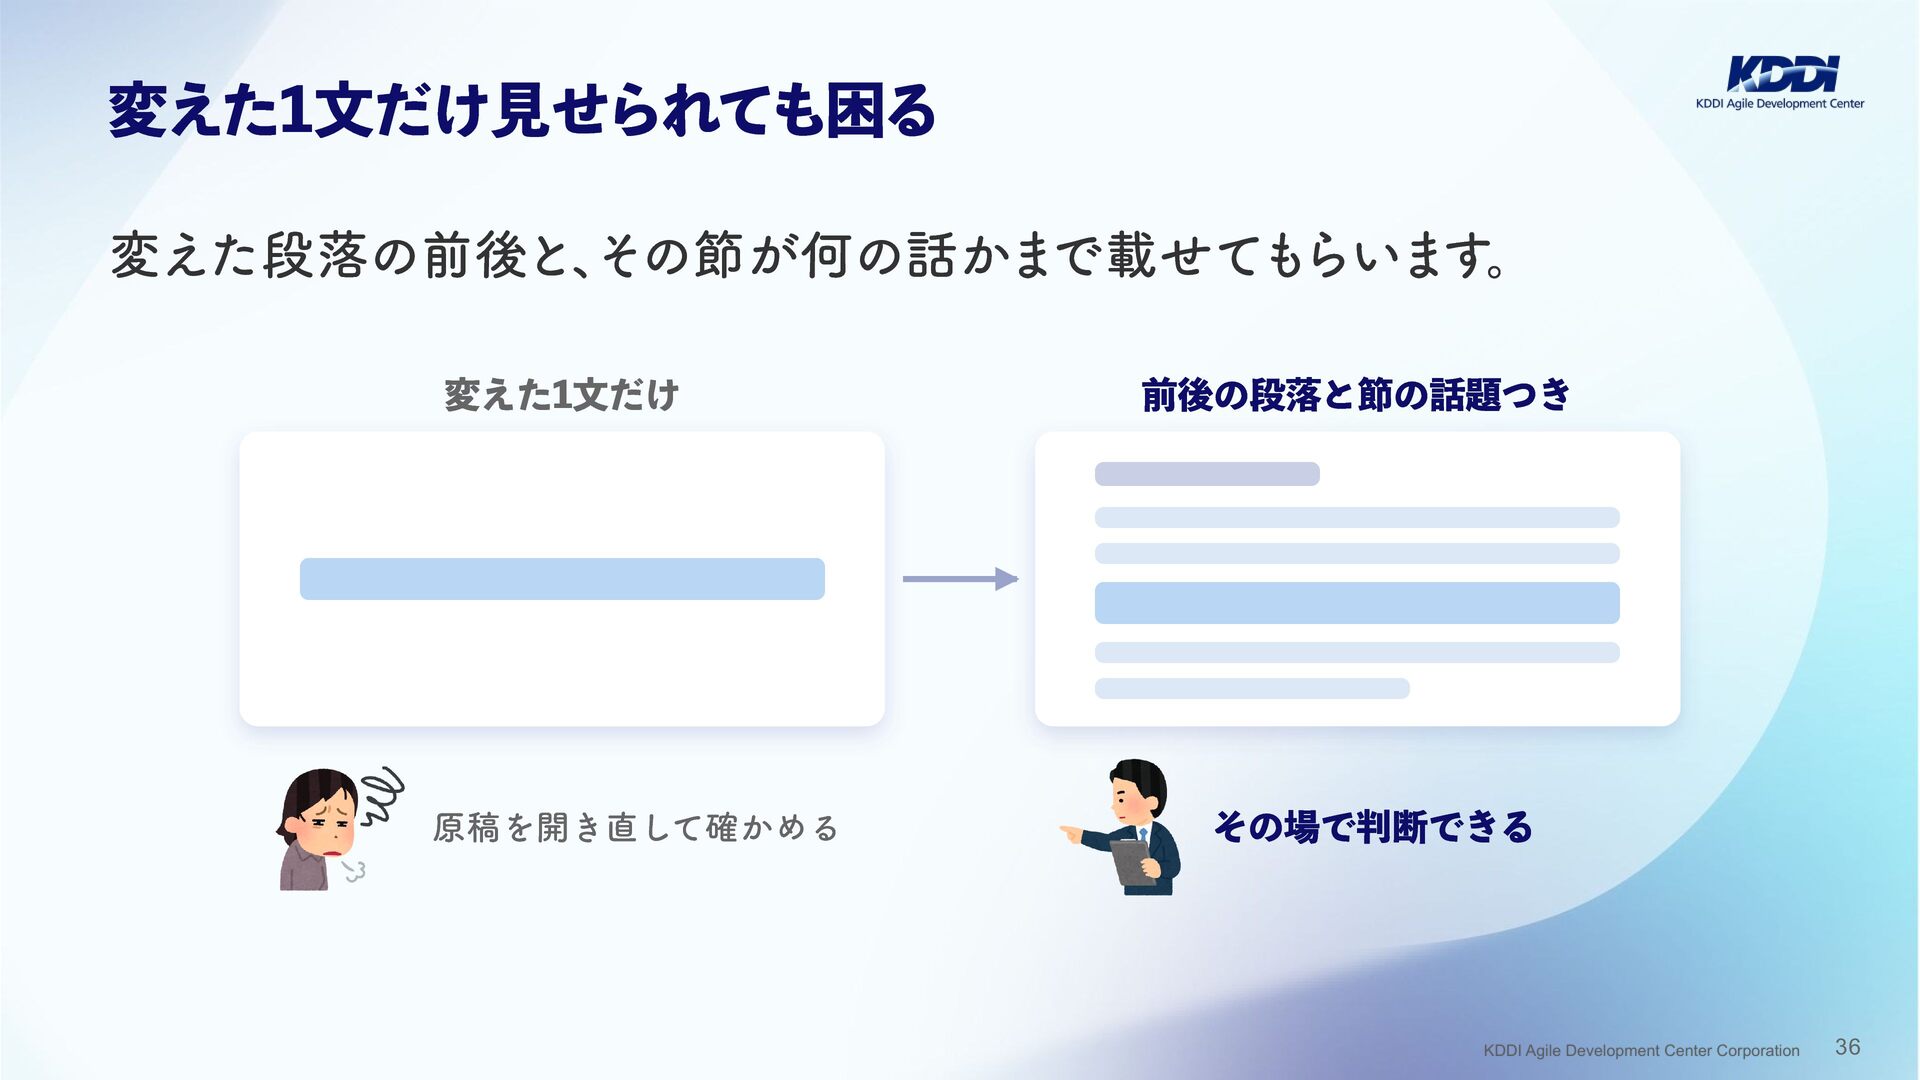 変えた1文だけ見せられても困る
KDDI
KDDI Agile Development Center
変えた段落の前後と、その節が何の話かまで載せてもらいます。
変えた1文だけ
前後の段落と節の話題つき
原稿を開き直して確かめる
その場で判断できる
KDDI Agile Development Center Corporation
36